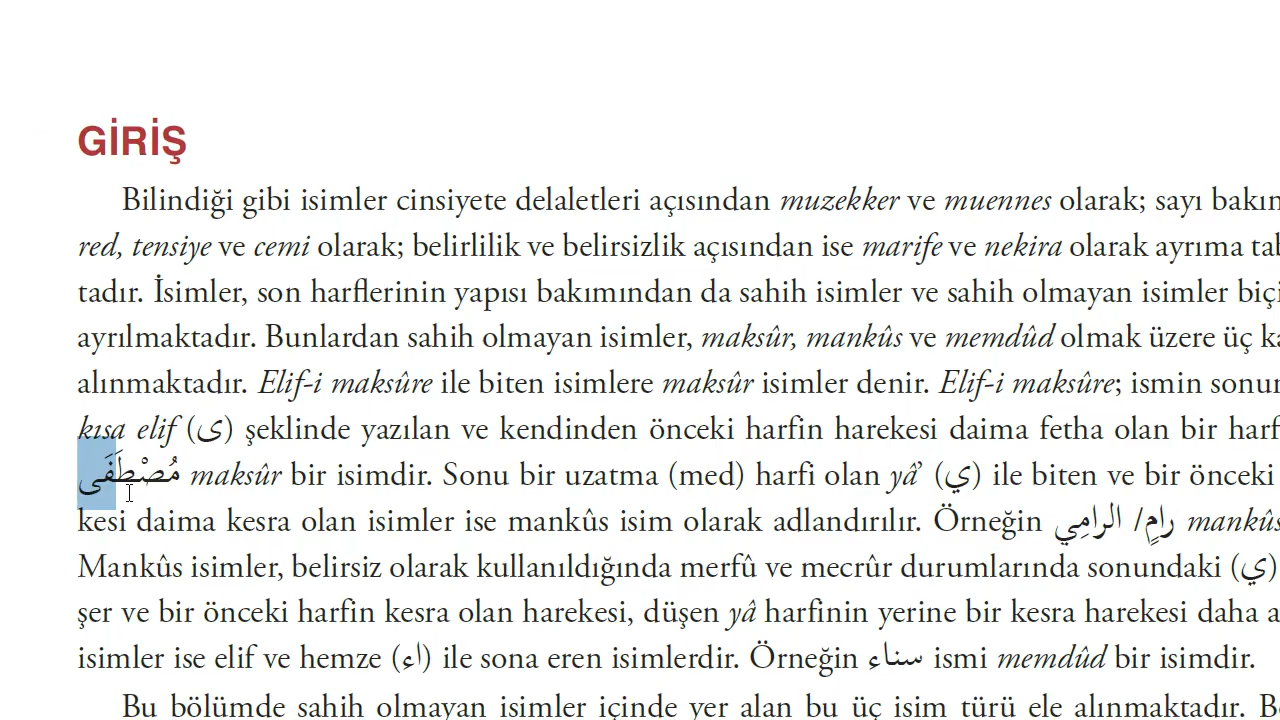 GİRİŞ
Bilindiği gibi isimler cinsiyete delaletleri açısından muzekker ve muennes olarak; sayı bakın
red, tensiye ve cemi olarak; belirlilik ve belirsizlik açısından ise marife ve nekira olarak ayrıma tab
tadır. İsimler, son harflerinin yapısı bakımından da sahih isimler ve sahih olmayan isimler biçi
ayrılmaktadır. Bunlardan sahih olmayan isimler, maksûr, mankûs ve memdûd olmak üzere üç ka
alınmaktadır. Elif-i maksûre ile biten isimlere maksûr isimler denir. Elif-i maksûre; ismin sonun
kısa elif (ى) şeklinde yazılan ve kendinden önceki harfin harekesi daima fetha olan bir harf
مُصْطَفَى maksûr bir isimdir. Sonu bir uzatma (med) harfi olan yâ’ (ي) ile biten ve bir önceki
kesi daima kesra olan isimler ise mankûs isim olarak adlandırılır. Örneğin رامٍ/ الرامِي mankûs
Mankûs isimler, belirsiz olarak kullanıldığında merfû ve mecrûr durumlarında sonundaki (ي)
şer ve bir önceki harfin kesra olan harekesi, düşen yâ harfinin yerine bir kesra harekesi daha a
isimler ise elif ve hemze (اء) ile sona eren isimlerdir. Örneğin سناء ismi memdûd bir isimdir.
Bu bölümde sahih olmayan isimler içinde yer alan bu üç isim türü ele alınmaktadır. Be